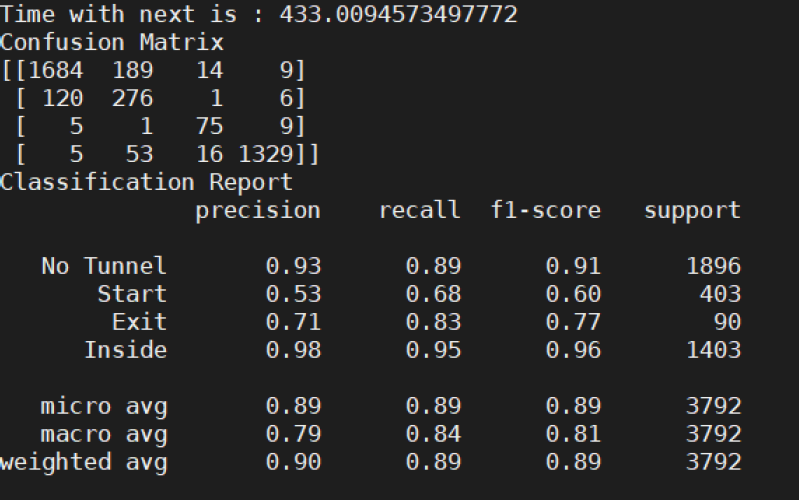 Time with next is : 433.0094573497772
Confusion Matrix
[[1684  189   14    9]
 [ 120  276    1    6]
 [   5    1   75    9]
 [   5   53   16 1329]]
Classification Report
              precision    recall  f1-score   support

   No Tunnel       0.93      0.89      0.91      1896
       Start       0.53      0.68      0.60       403
        Exit       0.71      0.83      0.77        90
      Inside       0.98      0.95      0.96      1403

   micro avg       0.89      0.89      0.89      3792
   macro avg       0.79      0.84      0.81      3792
weighted avg       0.90      0.89      0.89      3792